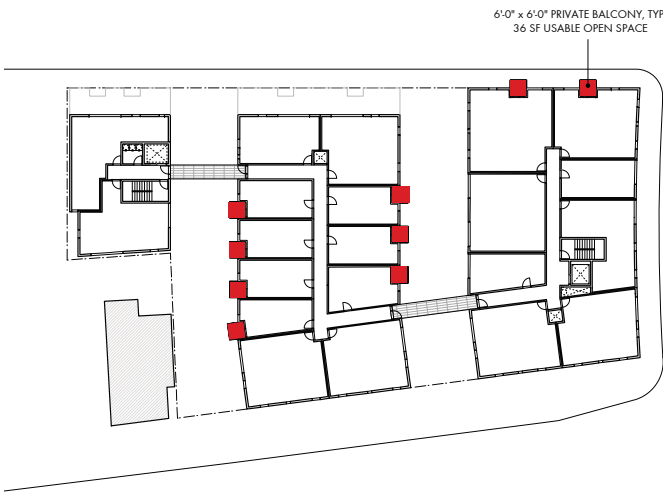 6'-0" x 6'-0" PRIVATE BALCONY, TYP
36 SF USABLE OPEN SPACE